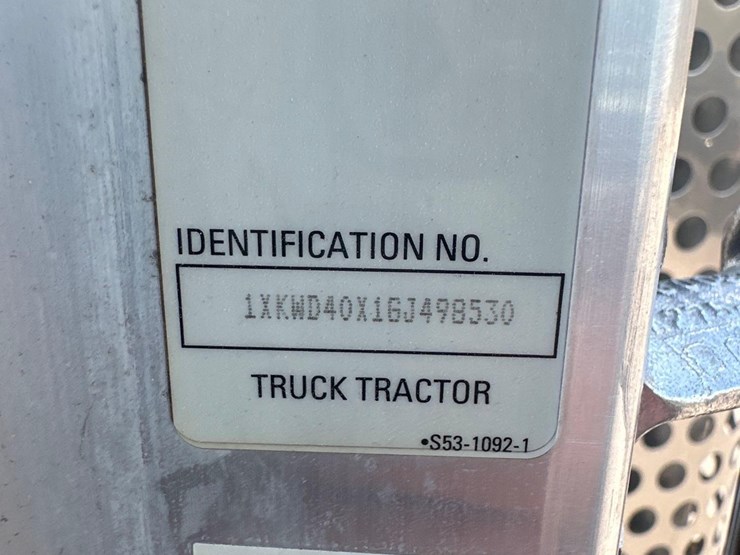 IDENTIFICATION NO.
1XKWD40X1GJ498530
TRUCK TRACTOR
•S53-1092-1